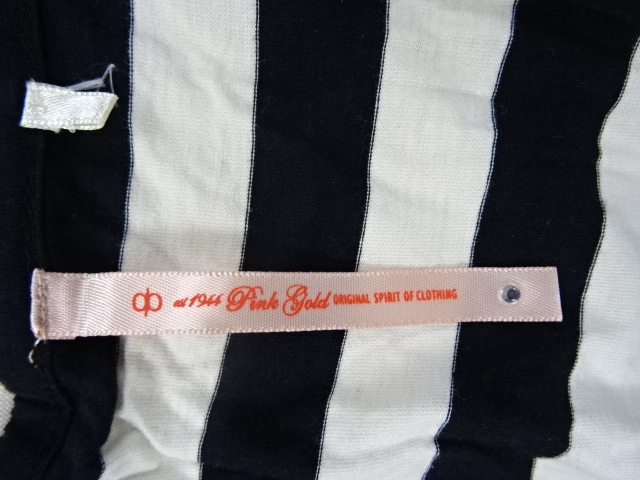 est 1944 Pink Gold ORIGINAL SPIRIT OF CLOTHING